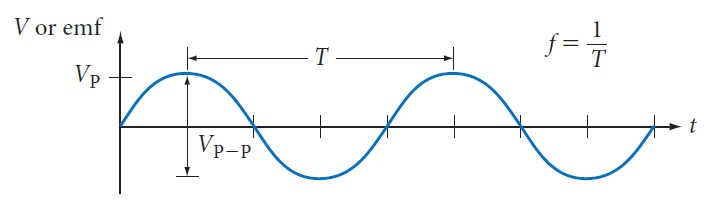 V or emf
V_P
T
f = 1/T
V_P–P
t